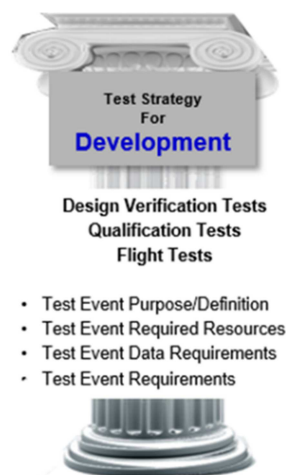 Test Strategy
For
Development
Design Verification Tests
Qualification Tests
Flight Tests
• Test Event Purpose/Definition
• Test Event Required Resources
• Test Event Data Requirements
• Test Event Requirements